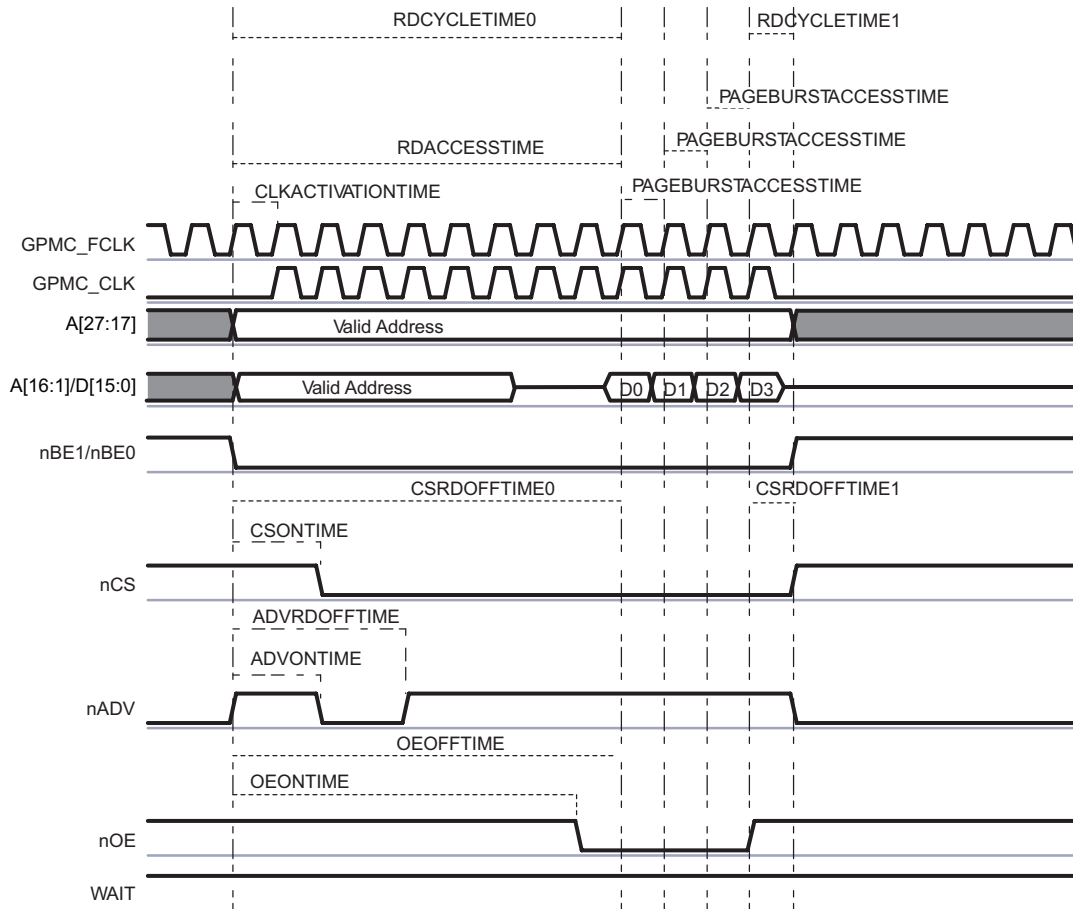 RDCYCLETIME0
RDCYCLETIME1
PAGEBURSTACCESSTIME
PAGEBURSTACCESSTIME
RDACCESSTIME
PAGEBURSTACCESSTIME
CLKACTIVATIONTIME
GPMC_FCLK
GPMC_CLK
A[27:17]
Valid Address
A[16:1]/D[15:0]
Valid Address
D0
D1
D2
D3
nBE1/nBE0
CSRDOFFTIME0
CSRDOFFTIME1
CSONTIME
nCS
ADVRDOFFTIME
ADVONTIME
nADV
OEOFFTIME
OEONTIME
nOE
WAIT